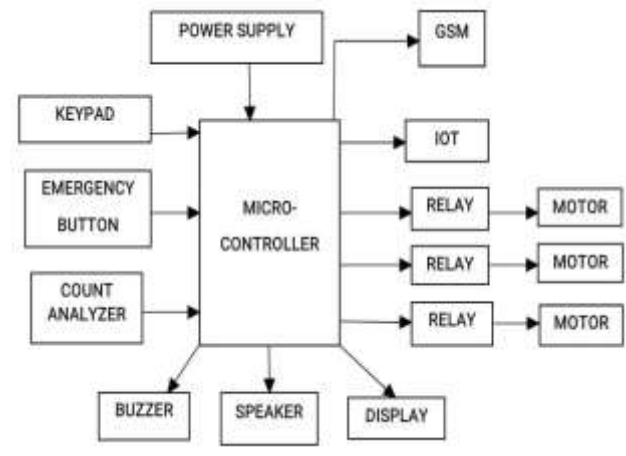 POWER SUPPLY
GSM
KEYPAD
IOT
EMERGENCY
BUTTON
MICRO-
CONTROLLER
RELAY
MOTOR
RELAY
MOTOR
COUNT
ANALYZER
RELAY
MOTOR
BUZZER
SPEAKER
DISPLAY